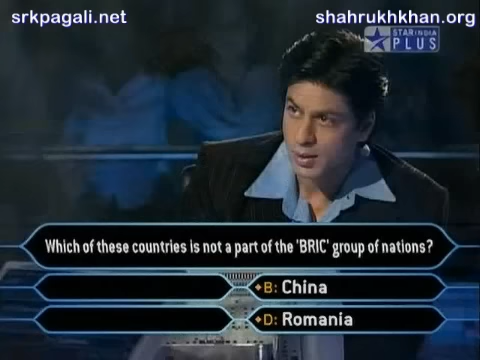 srkpagali.net
shahrukhkhan.org
STAR INDIA
PLUS
Which of these countries is not a part of the 'BRIC' group of nations?
B: China
D: Romania